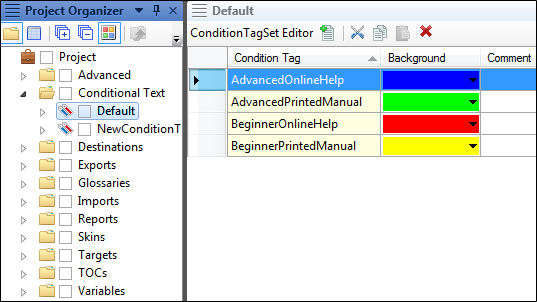 Project Organizer
Project
Advanced
Conditional Text
Default
NewConditionT
Destinations
Exports
Glossaries
Imports
Reports
Skins
Targets
TOCs
Variables
Default
ConditionTagSet Editor
Condition Tag Background Comment
AdvancedOnlineHelp
AdvancedPrintedManual
BeginnerOnlineHelp
BeginnerPrintedManual